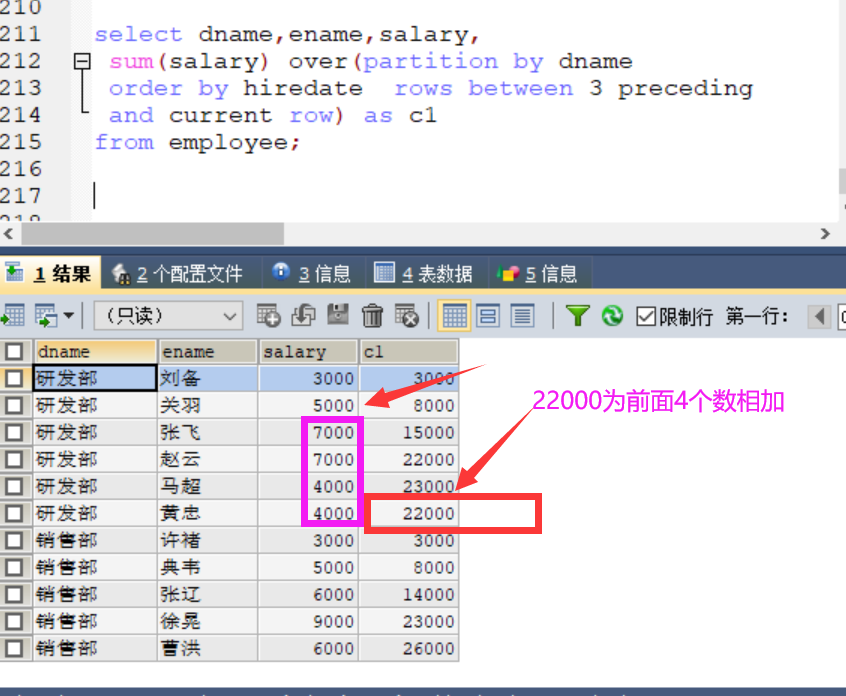 210
211 select dname,ename,salary,
212 sum(salary) over(partition by dname
213 order by hiredate  rows between 3 preceding
214 and current row) as c1
215 from employee;
216
217
218
1 结果 2 个配置文件 3 信息 4 表数据 5 信息
（只读） 限制行 第一行：
dname ename salary c1
研发部 刘备 3000 3000
研发部 关羽 5000 8000
22000为前面4个数相加
研发部 张飞 7000 15000
研发部 赵云 7000 22000
研发部 马超 4000 23000
研发部 黄忠 4000 22000
销售部 许褚 3000 3000
销售部 典韦 5000 8000
销售部 张辽 6000 14000
销售部 徐晃 9000 23000
销售部 曹洪 6000 26000